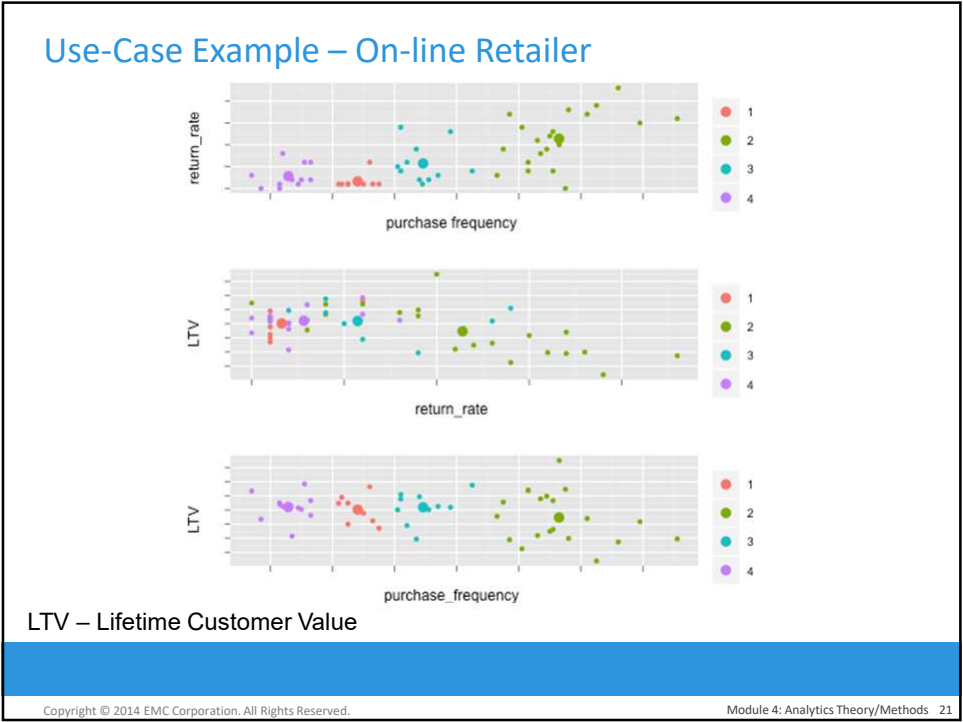 Use-Case Example – On-line Retailer
return_rate
1
2
3
4
purchase frequency
LTV
1
2
3
4
return_rate
LTV
1
2
3
4
purchase_frequency
LTV – Lifetime Customer Value
Copyright © 2014 EMC Corporation. All Rights Reserved.
Module 4: Analytics Theory/Methods 21